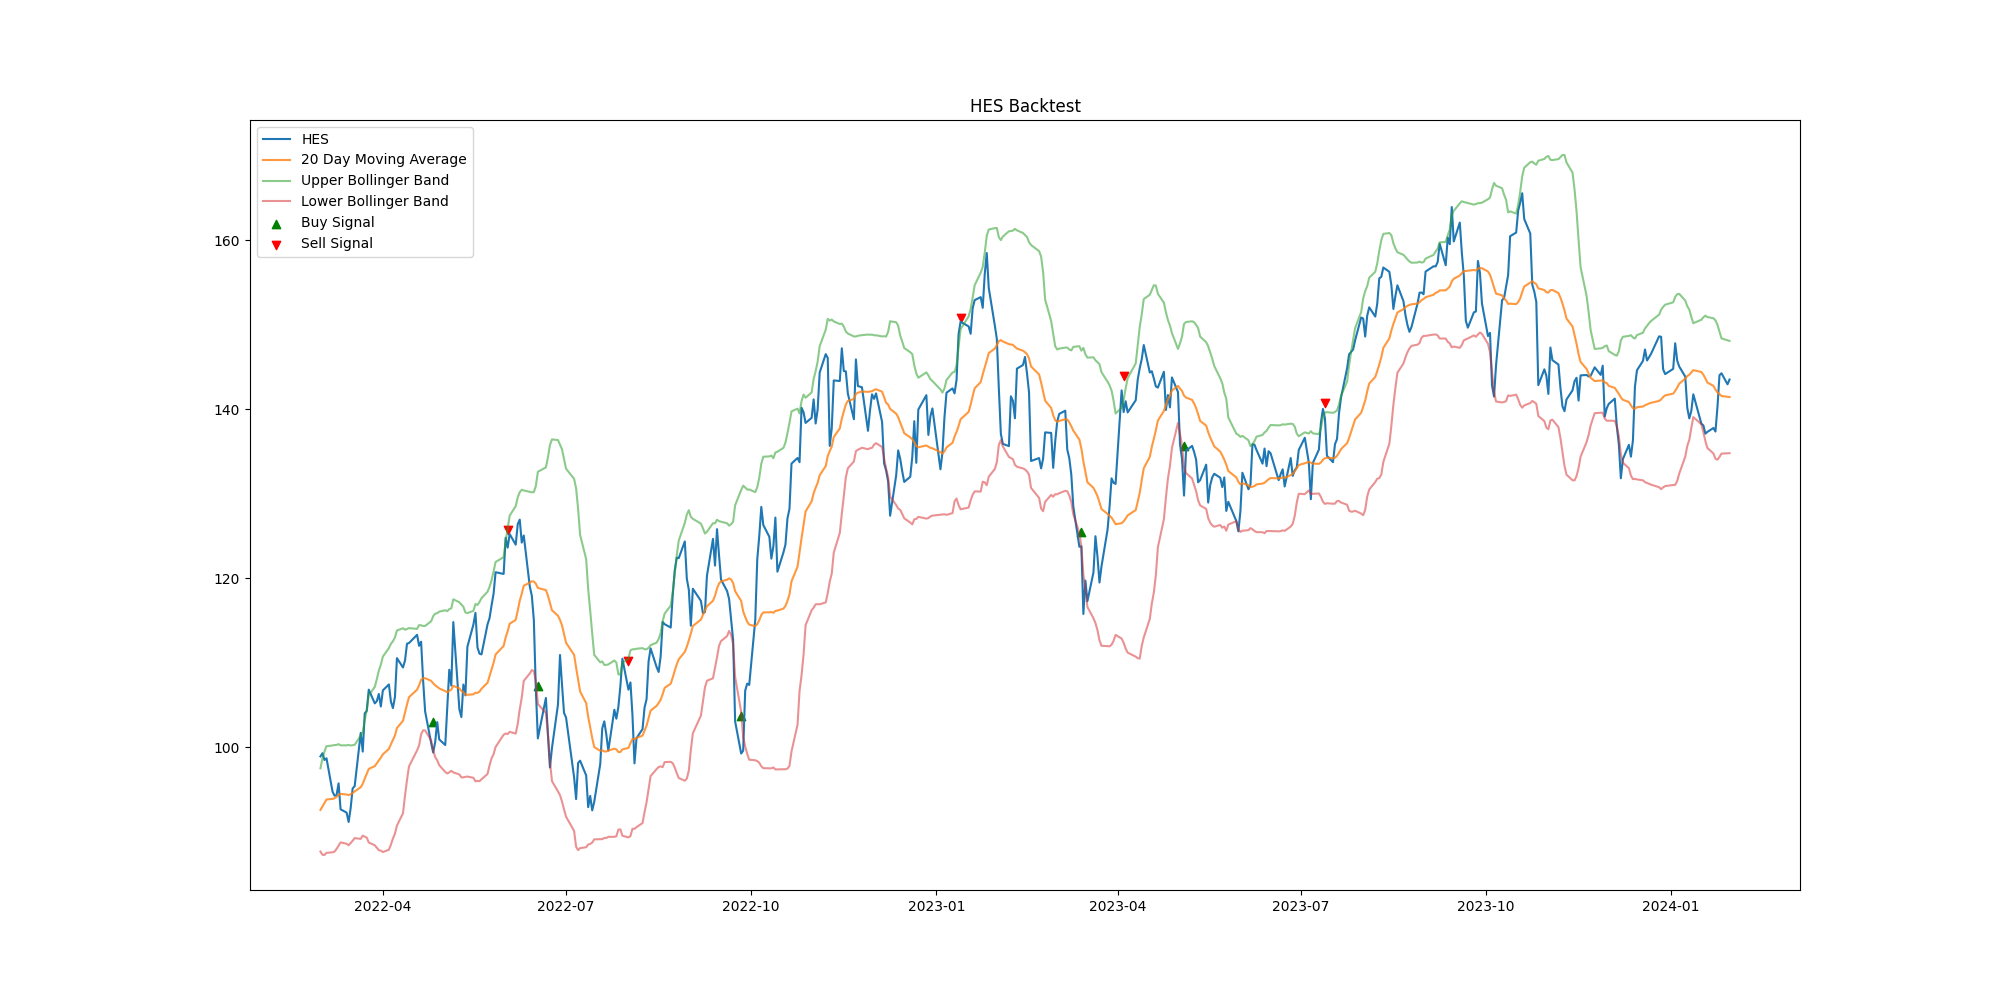 HES Backtest
HES
20 Day Moving Average
Upper Bollinger Band
Lower Bollinger Band
Buy Signal
Sell Signal
160
140
120
100
2022-04 2022-07 2022-10 2023-01 2023-04 2023-07 2023-10 2024-01